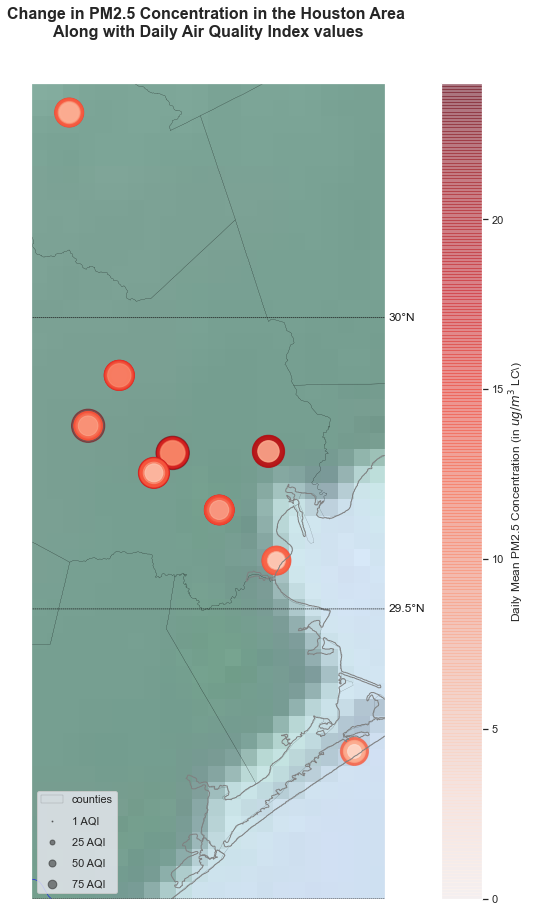 Change in PM2.5 Concentration in the Houston Area
Along with Daily Air Quality Index values
20
30°N
15
Daily Mean PM2.5 Concentration (in ug/m³ LC\)
10
29.5°N
5
counties
1 AQI
25 AQI
50 AQI
75 AQI
0